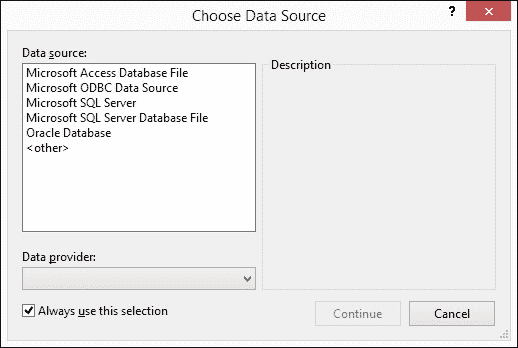 Choose Data Source
?
Data source:
Description
Microsoft Access Database File
Microsoft ODBC Data Source
Microsoft SQL Server
Microsoft SQL Server Database File
Oracle Database
<other>
Data provider:
Always use this selection
Continue
Cancel